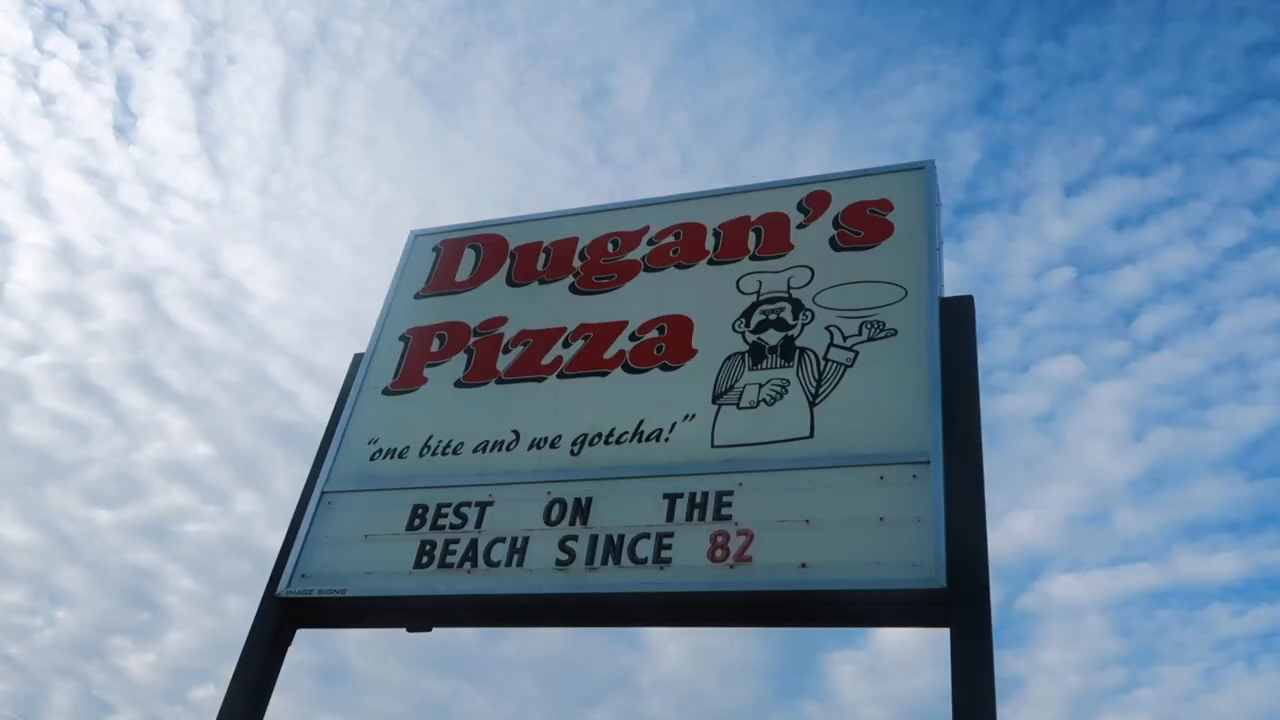 Dugan's
Pizza
"one bite and we gotcha!"
BEST ON THE
BEACH SINCE 82
IMAGE SIGNS